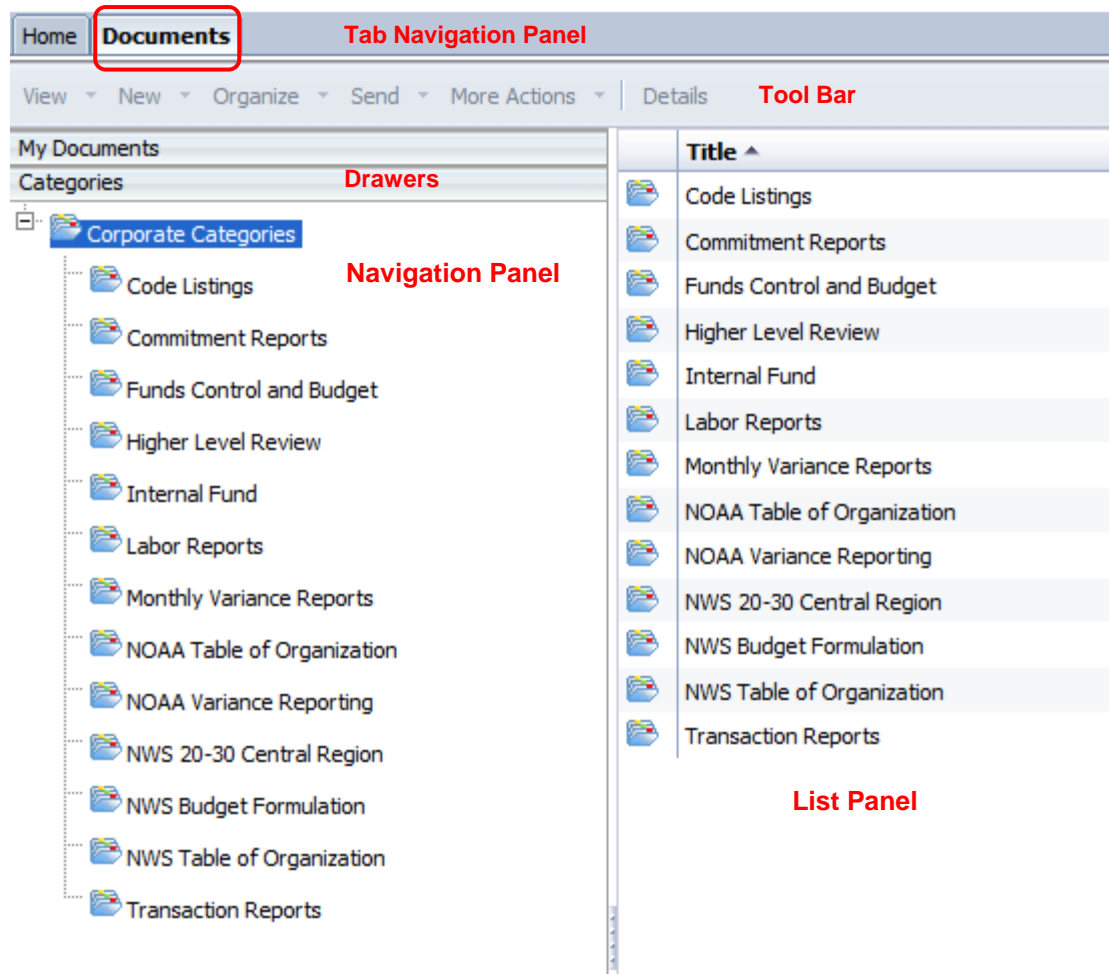 Home Documents Tab Navigation Panel
View New Organize Send More Actions Details Tool Bar
My Documents
Categories Drawers
Corporate Categories
Navigation Panel
Code Listings
Commitment Reports
Funds Control and Budget
Higher Level Review
Internal Fund
Labor Reports
Monthly Variance Reports
NOAA Table of Organization
NOAA Variance Reporting
NWS 20-30 Central Region
NWS Budget Formulation
NWS Table of Organization
Transaction Reports
Title
Code Listings
Commitment Reports
Funds Control and Budget
Higher Level Review
Internal Fund
Labor Reports
Monthly Variance Reports
NOAA Table of Organization
NOAA Variance Reporting
NWS 20-30 Central Region
NWS Budget Formulation
NWS Table of Organization
Transaction Reports
List Panel